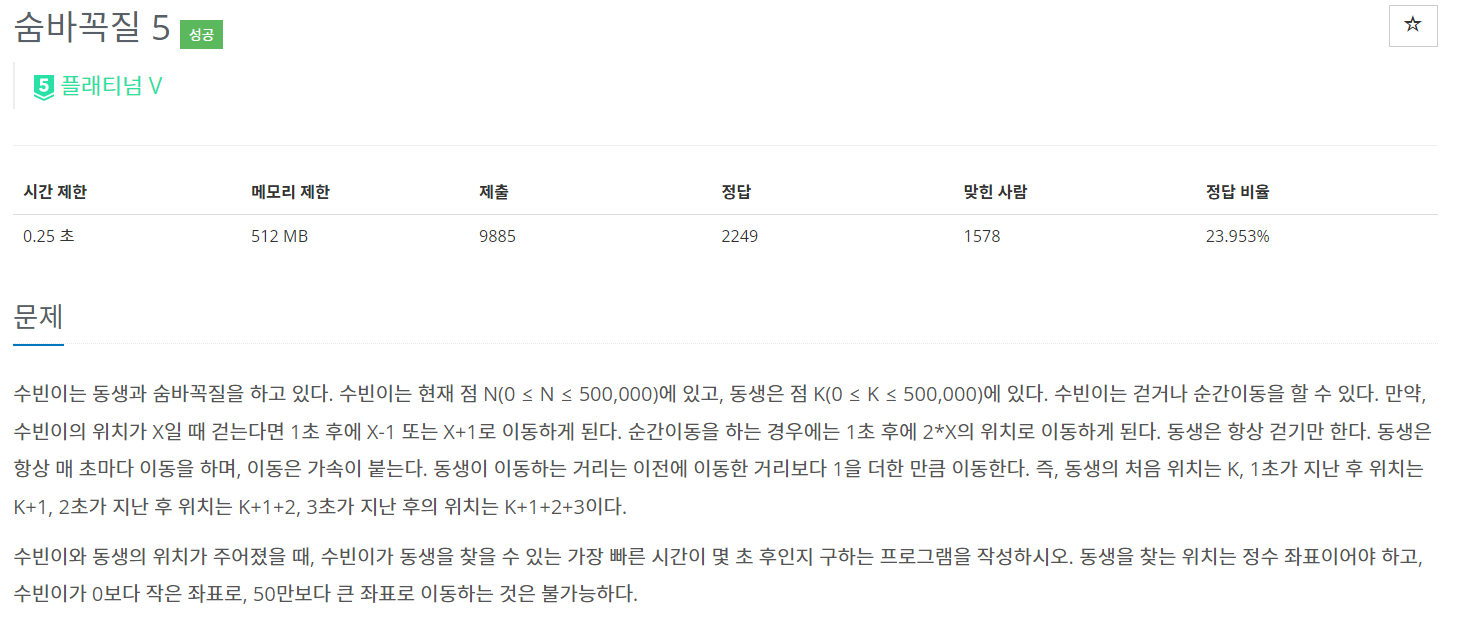 숨바꼭질 5 성공
☆
5 플래티넘 V
시간 제한 메모리 제한 제출 정답 맞힌 사람 정답 비율
0.25 초 512 MB 9885 2249 1578 23.953%
문제
수빈이는 동생과 숨바꼭질을 하고 있다. 수빈이는 현재 점 N(0 ≤ N ≤ 500,000)에 있고, 동생은 점 K(0 ≤ K ≤ 500,000)에 있다. 수빈이는 걷거나 순간이동을 할 수 있다. 만약,
수빈이의 위치가 X일 때 걷는다면 1초 후에 X-1 또는 X+1로 이동하게 된다. 순간이동을 하는 경우에는 1초 후에 2*X의 위치로 이동하게 된다. 동생은 항상 걷기만 한다. 동생은
항상 매 초마다 이동을 하며, 이동은 가속이 붙는다. 동생이 이동하는 거리는 이전에 이동한 거리보다 1을 더한 만큼 이동한다. 즉, 동생의 처음 위치는 K, 1초가 지난 후 위치는
K+1, 2초가 지난 후 위치는 K+1+2, 3초가 지난 후의 위치는 K+1+2+3이다.
수빈이와 동생의 위치가 주어졌을 때, 수빈이가 동생을 찾을 수 있는 가장 빠른 시간이 몇 초 후인지 구하는 프로그램을 작성하시오. 동생을 찾는 위치는 정수 좌표이어야 하고,
수빈이가 0보다 작은 좌표로, 50만보다 큰 좌표로 이동하는 것은 불가능하다.